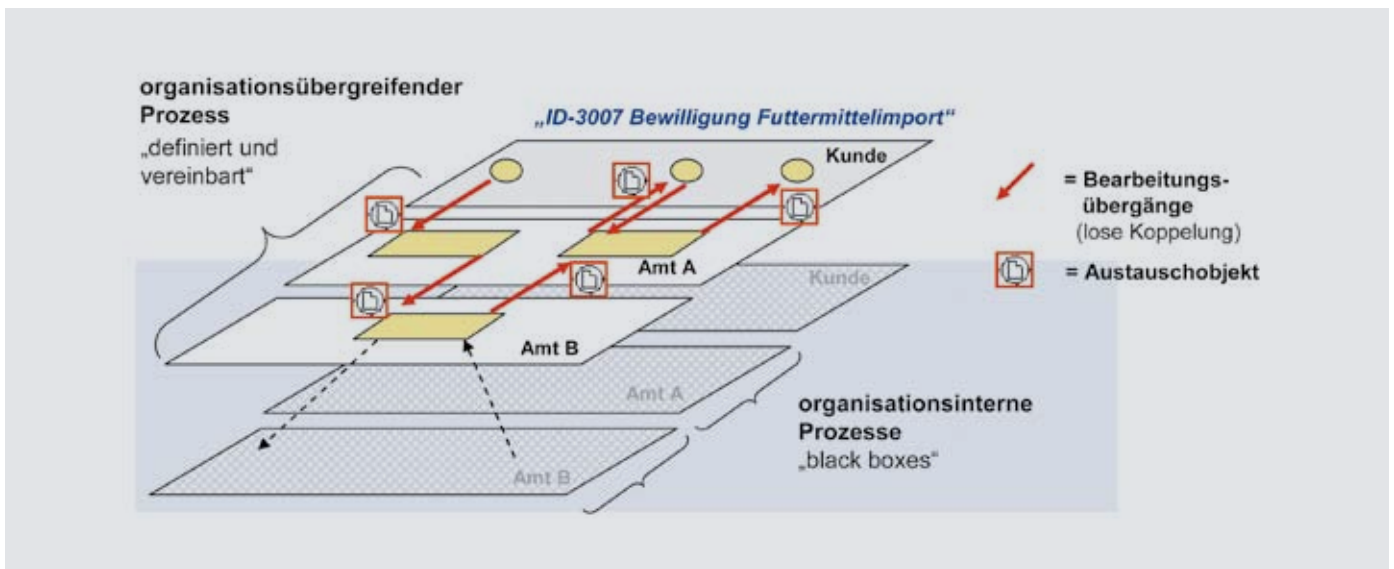 organisationsübergreifender
Prozess
„definiert und
vereinbart“
„ID-3007 Bewilligung Futtermittelimport“
Kunde
= Bearbeitungs-
übergänge
(lose Koppelung)
Amt A
Kunde
= Austauschobjekt
Amt B
Amt A
organisationsinterne
Prozesse
„black boxes“
Amt B